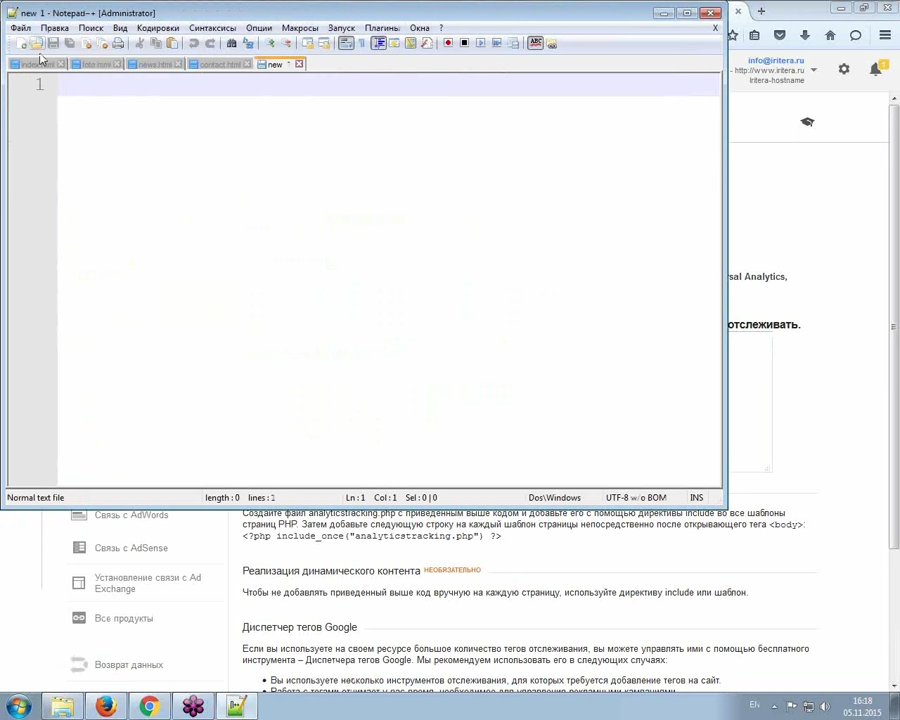 new 1 - Notepad++ [Administrator]
Файл Правка Поиск Вид Кодировки Синтаксисы Опции Макросы Запуск Плагины Окна ? X
foto.html news.html contact.html new
1
Normal text file length : 0 lines : 1 Ln : 1 Col : 1 Sel : 0 | 0 Dos\Windows UTF-8 w/o BOM INS
info@iritera.ru
- http://www.iritera.ru
iritera-hostname
sal Analytics,
отслеживать.
Связь с AdWords
Связь с AdSense
Установление связи с Ad
Exchange
Все продукты
Возврат данных
Создайте файл analyticstracking.php с приведенным выше кодом и добавьте его с помощью директивы include во все шаблоны
страниц PHP. Затем добавьте следующую строку на каждый шаблон страницы непосредственно после открывающего тега <body>:
<?php include_once("analyticstracking.php") ?>
Реализация динамического контента НЕОБЯЗАТЕЛЬНО
Чтобы не добавлять приведенный выше код вручную на каждую страницу, используйте директиву include или шаблон.
Диспетчер тегов Google
Если вы используете на своем ресурсе большое количество тегов отслеживания, вы можете управлять ими с помощью бесплатного
инструмента – Диспетчера тегов Google. Мы рекомендуем использовать его в следующих случаях:
• Вы используете несколько инструментов отслеживания, для которых требуется добавление тегов на сайт.
EN 16:18
05.11.2015